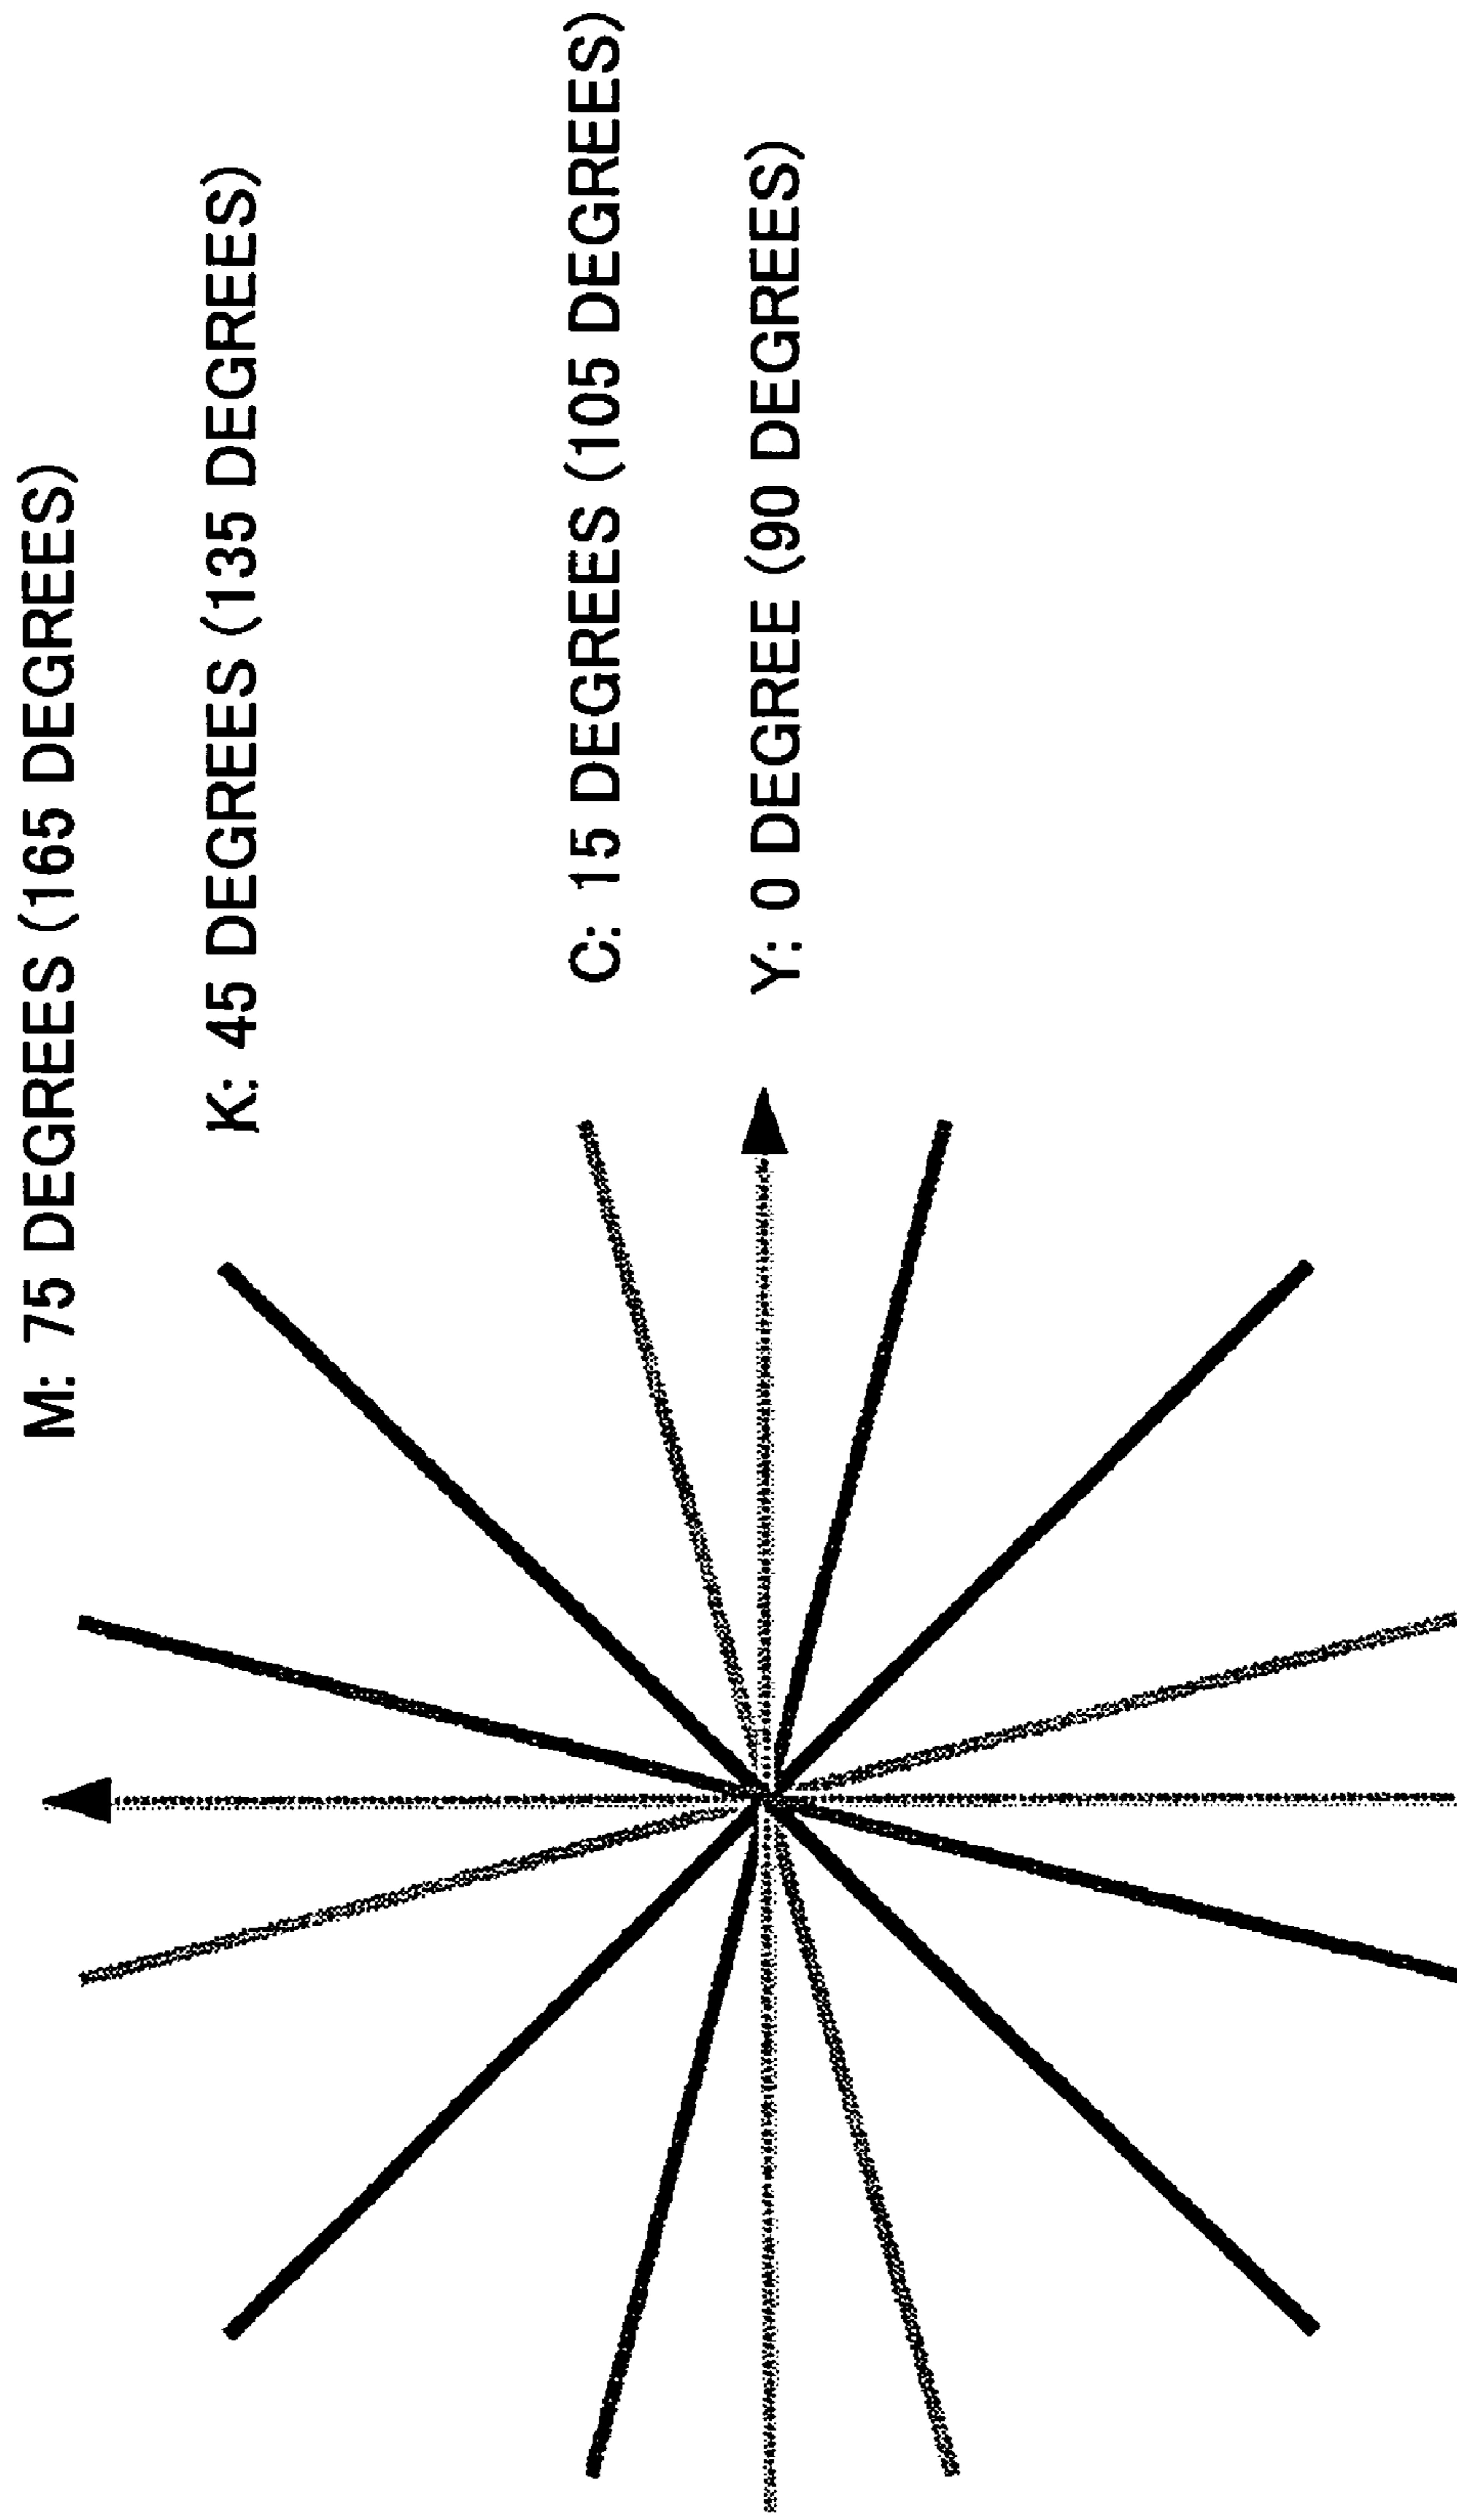 M: 75 DEGREES (165 DEGREES)
K: 45 DEGREES (135 DEGREES)
C: 15 DEGREES (105 DEGREES)
Y: 0 DEGREE (90 DEGREES)